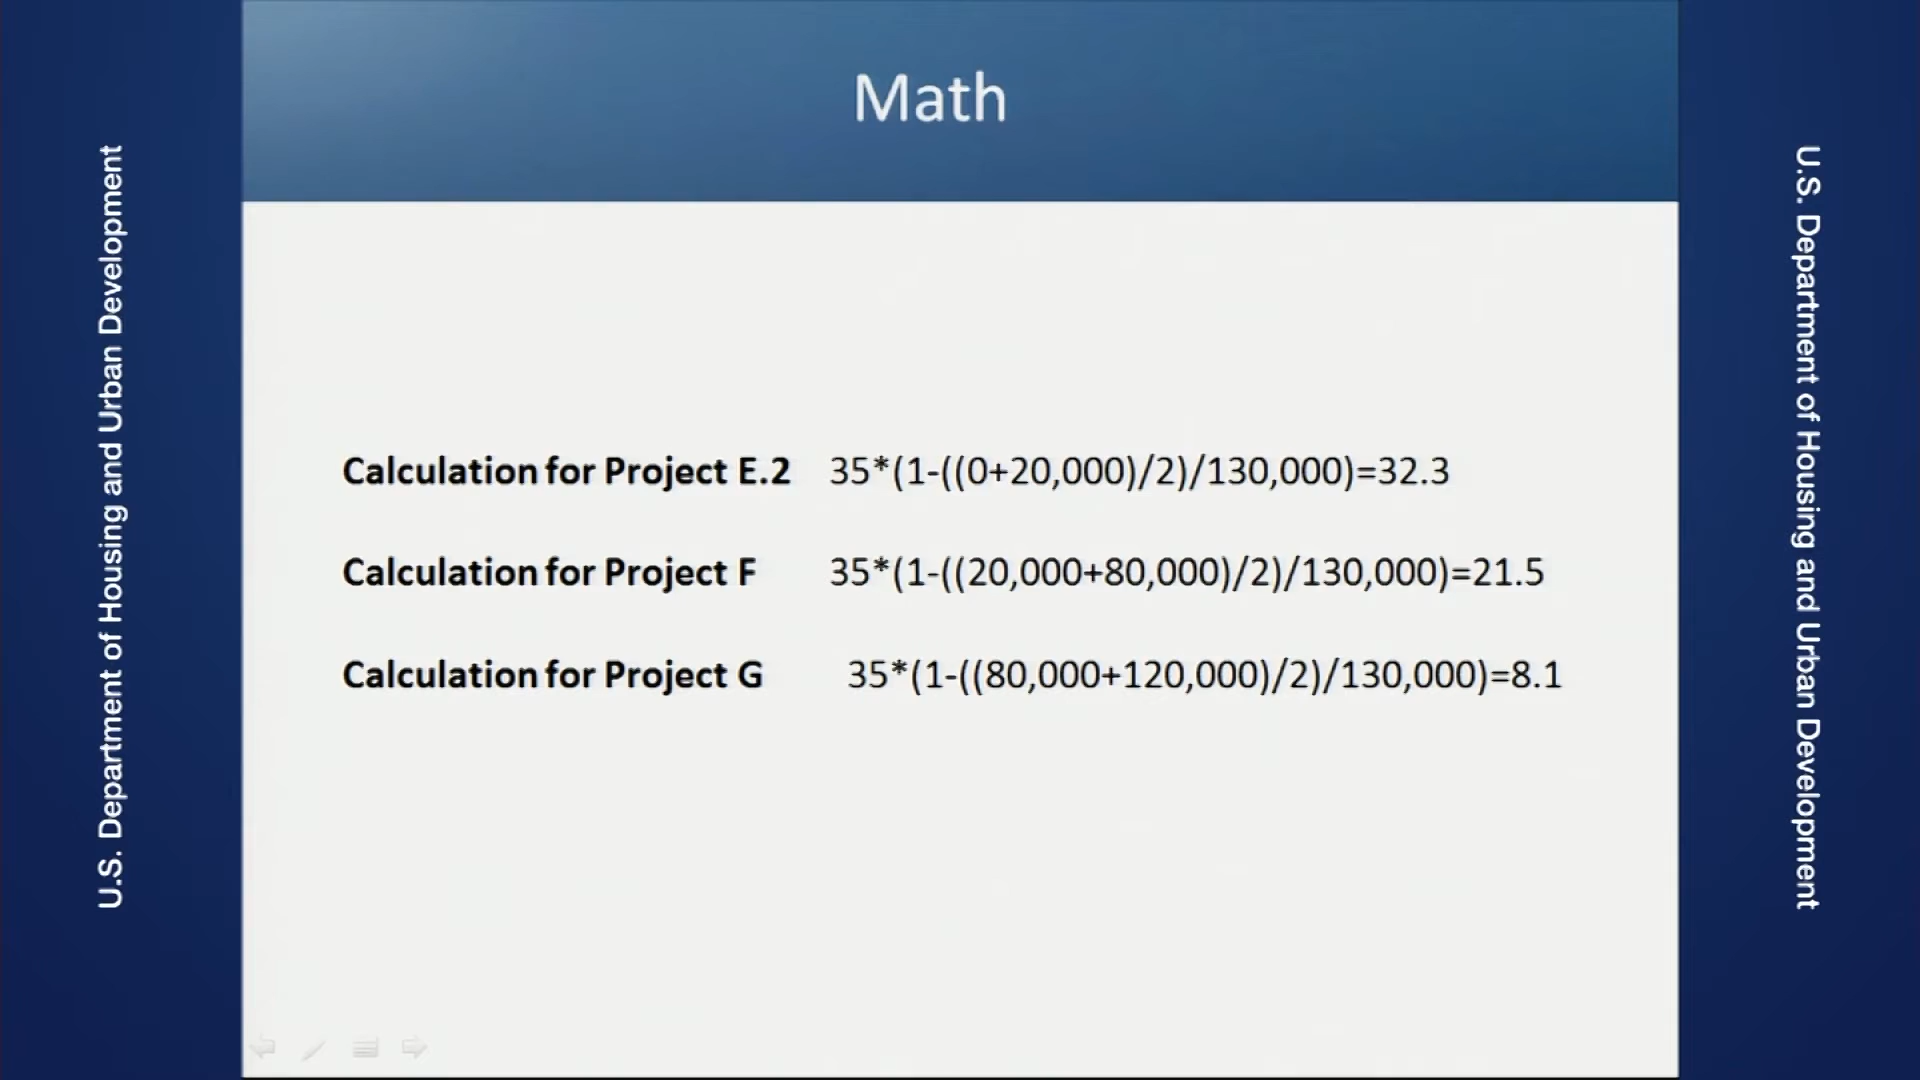 Math
U.S. Department of Housing and Urban Development
Calculation for Project E.2 35*(1-((0+20,000)/2)/130,000)=32.3
Calculation for Project F 35*(1-((20,000+80,000)/2)/130,000)=21.5
Calculation for Project G 35*(1-((80,000+120,000)/2)/130,000)=8.1
U.S. Department of Housing and Urban Development